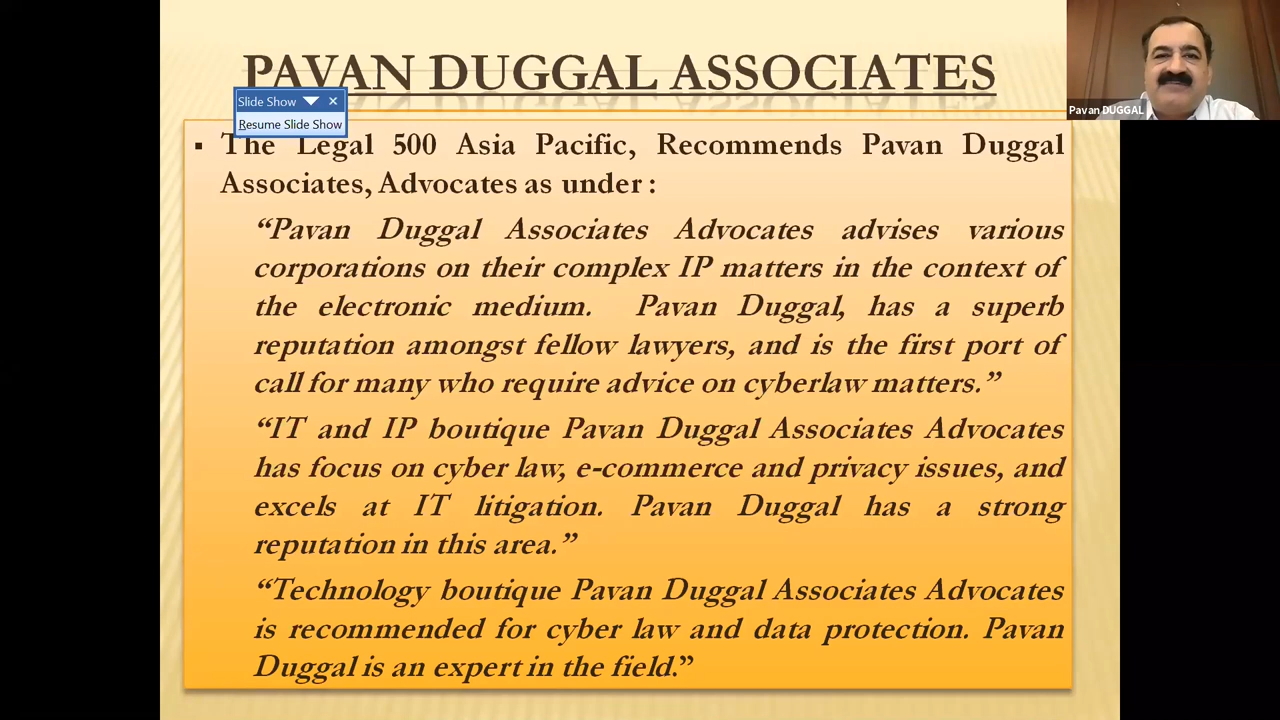 PAVAN DUGGAL ASSOCIATES
Pavan DUGGAL
Slide Show
Resume Slide Show
▪ The Legal 500 Asia Pacific, Recommends Pavan Duggal
Associates, Advocates as under :
“Pavan Duggal Associates Advocates advises various
corporations on their complex IP matters in the context of
the electronic medium. Pavan Duggal, has a superb
reputation amongst fellow lawyers, and is the first port of
call for many who require advice on cyberlaw matters.”
“IT and IP boutique Pavan Duggal Associates Advocates
has focus on cyber law, e-commerce and privacy issues, and
excels at IT litigation. Pavan Duggal has a strong
reputation in this area.”
“Technology boutique Pavan Duggal Associates Advocates
is recommended for cyber law and data protection. Pavan
Duggal is an expert in the field.”